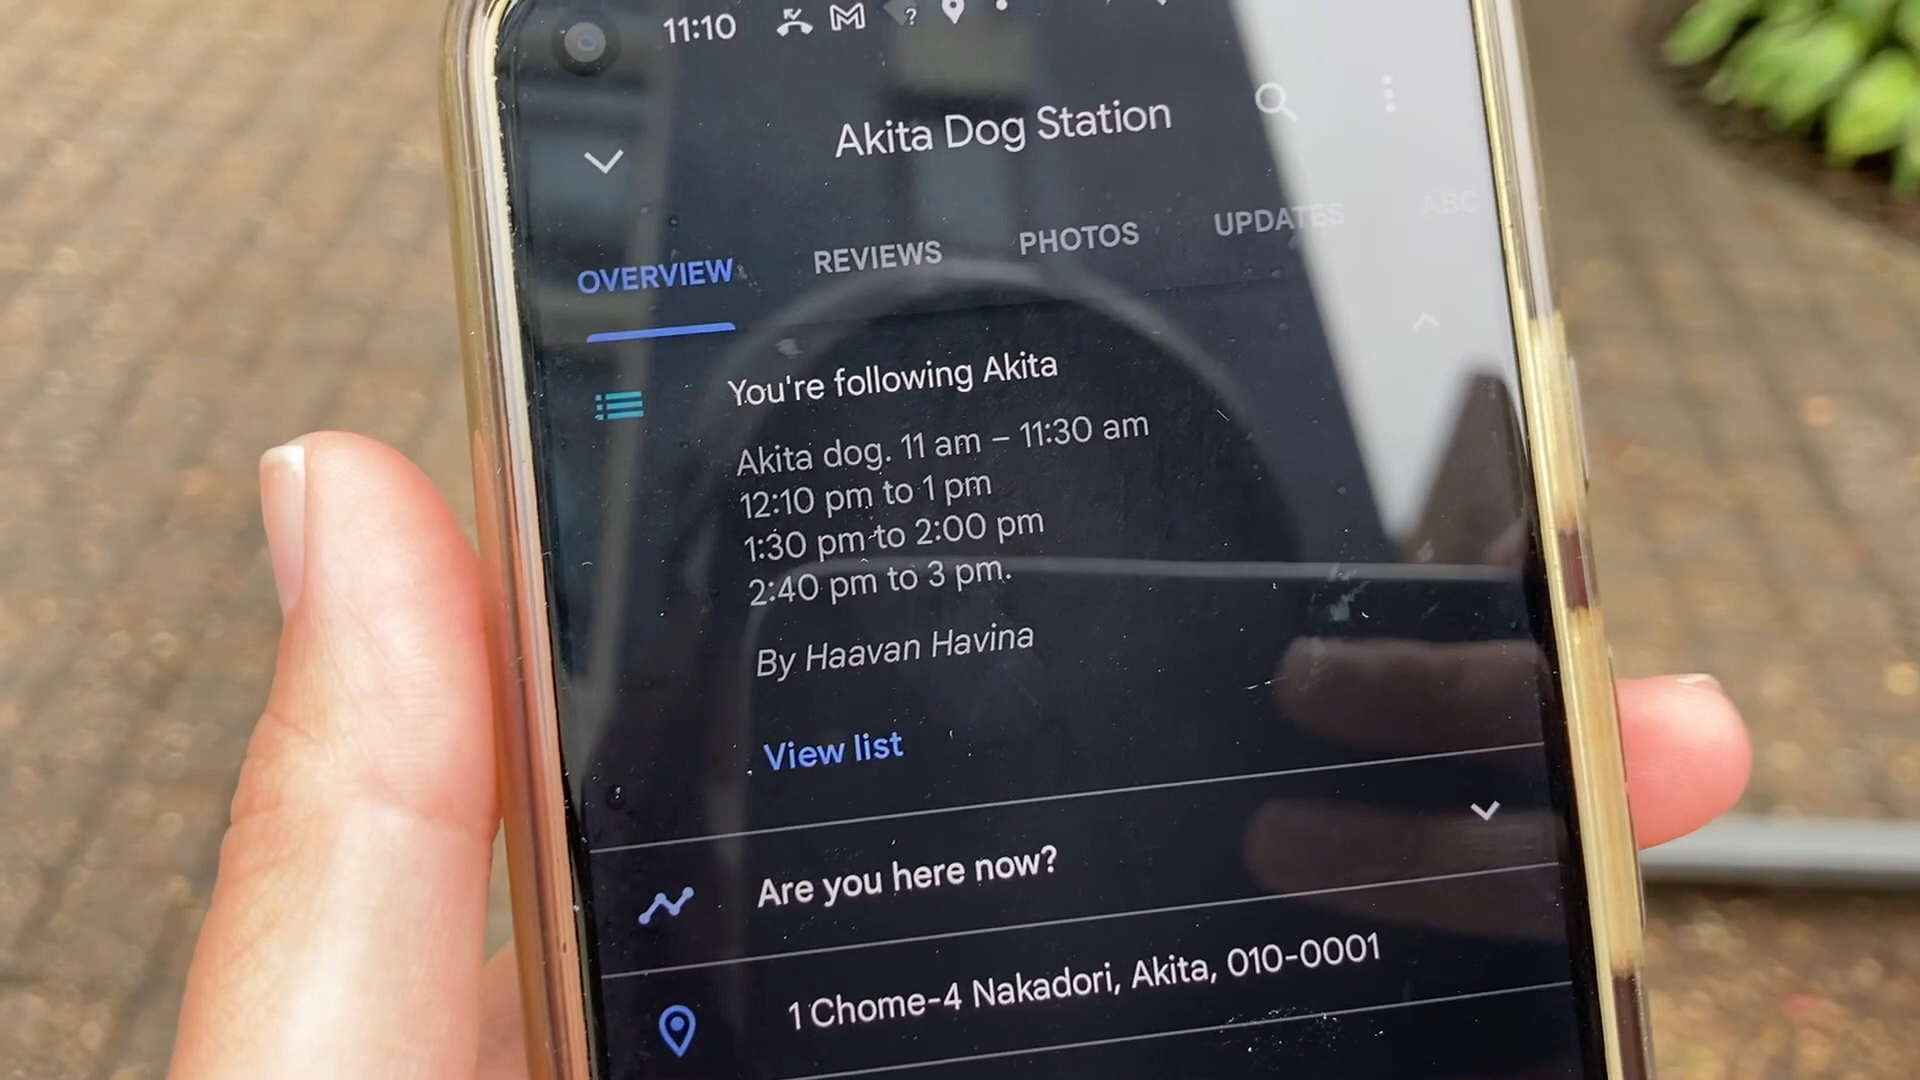 11:10
Akita Dog Station
OVERVIEW REVIEWS PHOTOS UPDATES ABC
You're following Akita
Akita dog. 11 am – 11:30 am
12:10 pm to 1 pm
1:30 pm to 2:00 pm
2:40 pm to 3 pm.
By Haavan Havina
View list
Are you here now?
1 Chome-4 Nakadori, Akita, 010-0001